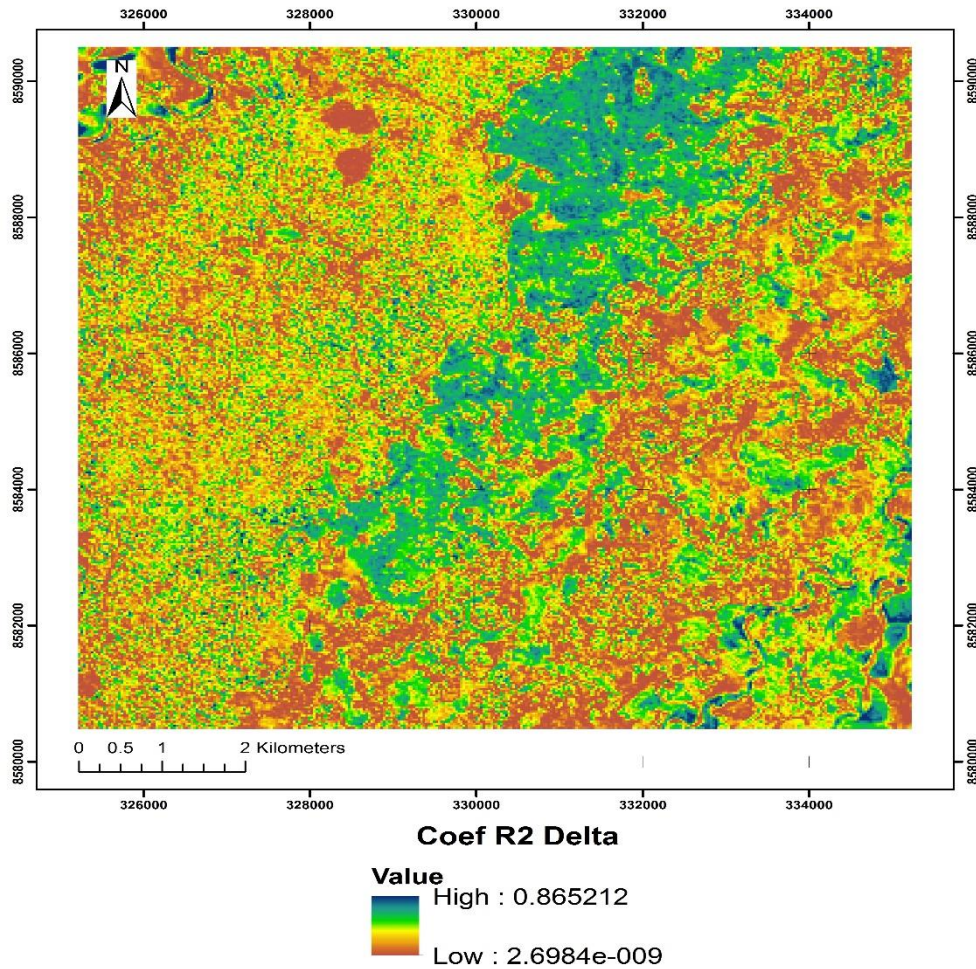 326000 328000 330000 332000 334000
N
8590000 8590000
8588000 8588000
8586000 8586000
8584000 8584000
8582000 8582000
8580000 8580000
0 0.5 1 2 Kilometers
326000 328000 330000 332000 334000
Coef R2 Delta
Value
High : 0.865212
Low : 2.6984e-009